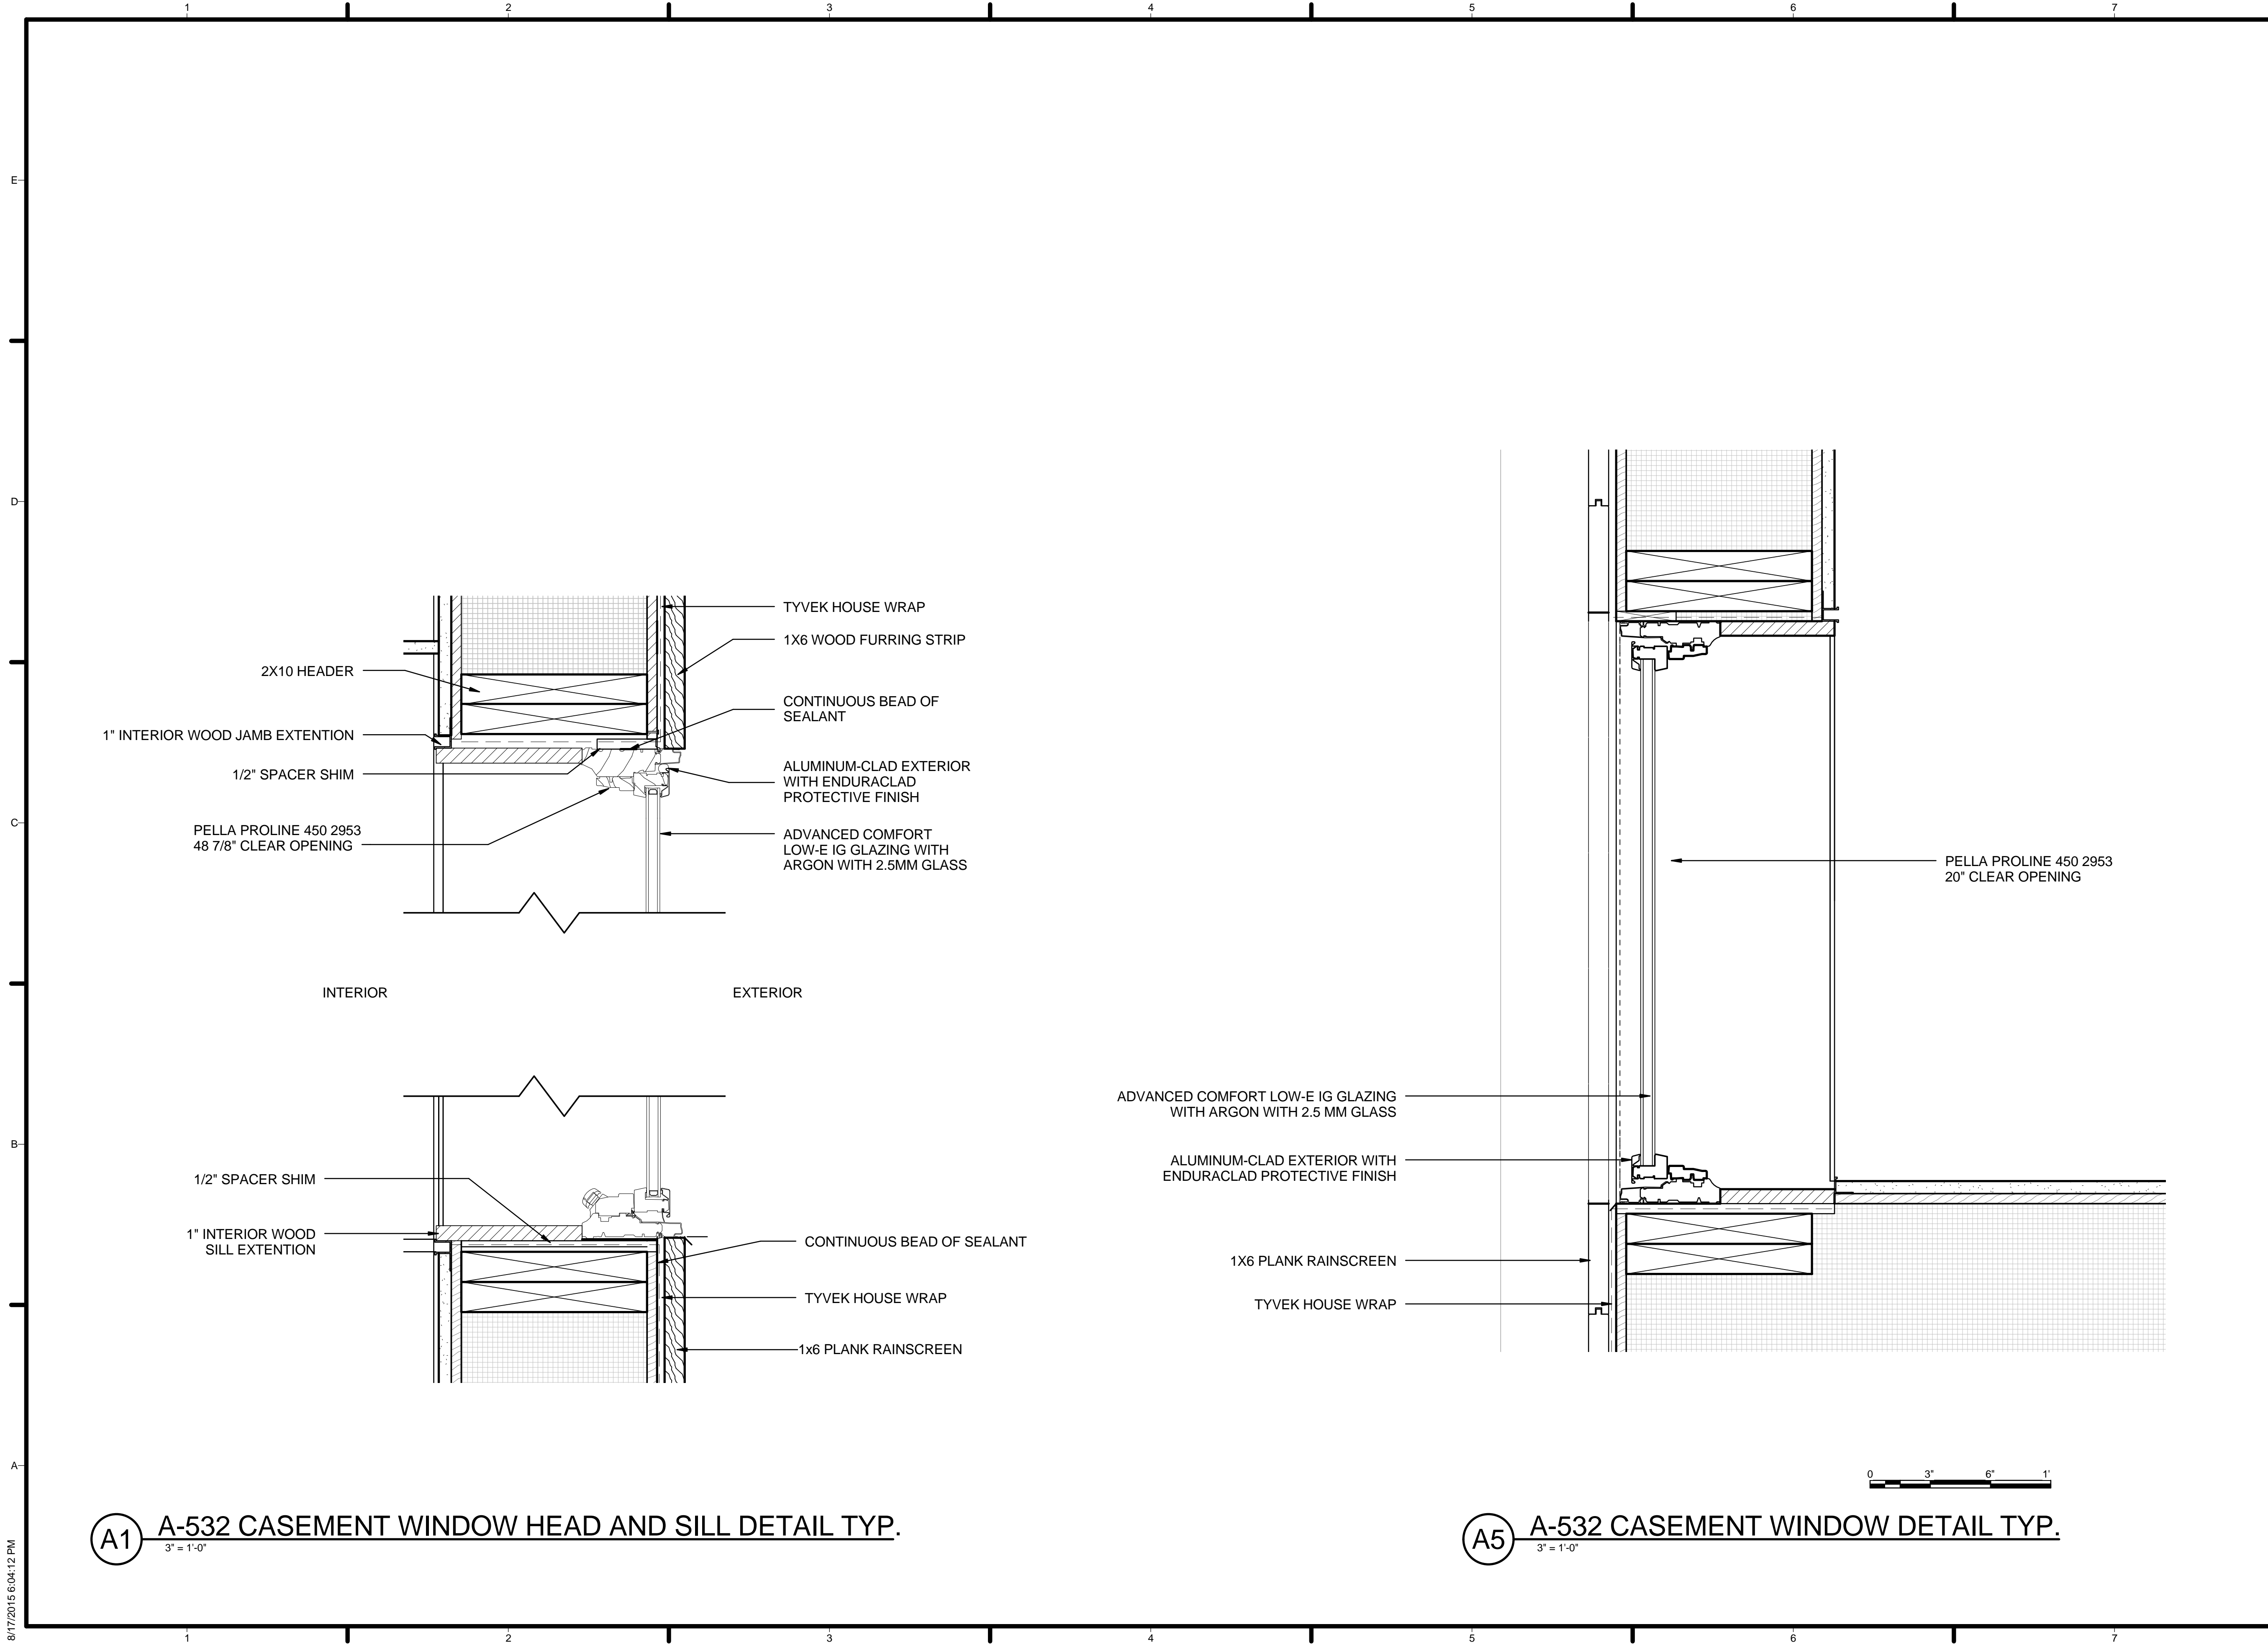 1 2 3 4 5 6 7
E
D
C
B
A
TYVEK HOUSE WRAP
1X6 WOOD FURRING STRIP
2X10 HEADER
CONTINUOUS BEAD OF
SEALANT
1" INTERIOR WOOD JAMB EXTENTION
1/2" SPACER SHIM
ALUMINUM-CLAD EXTERIOR
WITH ENDURACLAD
PROTECTIVE FINISH
PELLA PROLINE 450 2953
48 7/8" CLEAR OPENING
ADVANCED COMFORT
LOW-E IG GLAZING WITH
ARGON WITH 2.5MM GLASS
INTERIOR
EXTERIOR
1/2" SPACER SHIM
1" INTERIOR WOOD
SILL EXTENTION
CONTINUOUS BEAD OF SEALANT
TYVEK HOUSE WRAP
1x6 PLANK RAINSCREEN
A1
A-532 CASEMENT WINDOW HEAD AND SILL DETAIL TYP.
3" = 1'-0"
PELLA PROLINE 450 2953
20" CLEAR OPENING
ADVANCED COMFORT LOW-E IG GLAZING
WITH ARGON WITH 2.5 MM GLASS
ALUMINUM-CLAD EXTERIOR WITH
ENDURACLAD PROTECTIVE FINISH
1X6 PLANK RAINSCREEN
TYVEK HOUSE WRAP
0 3" 6" 1'
A5
A-532 CASEMENT WINDOW DETAIL TYP.
3" = 1'-0"
8/17/2015 6:04:12 PM
1 2 3 4 5 6 7